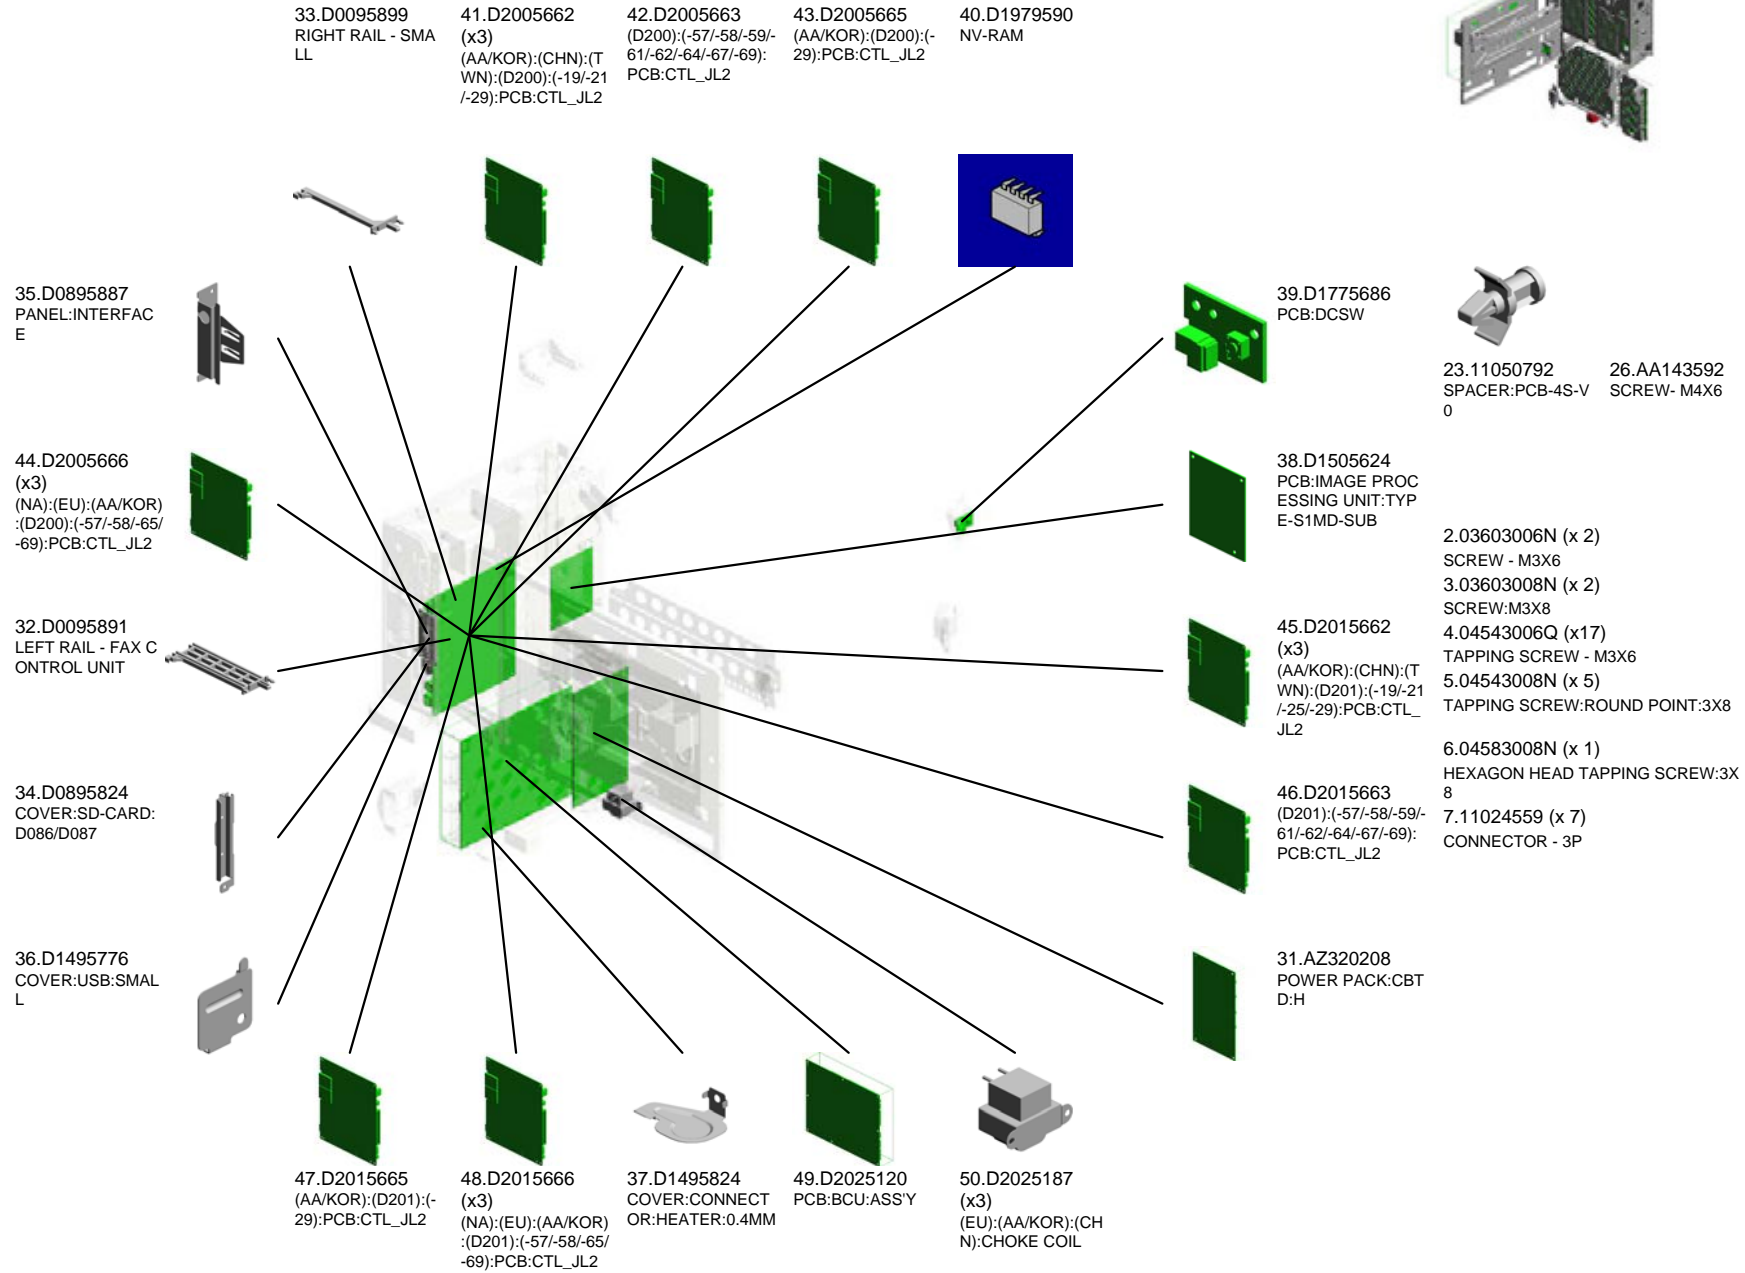 33.D0095899
RIGHT RAIL - SMA
LL
41.D2005662
(x3)
(AA/KOR):(CHN):(T
WN):(D200):(-19/-21
/-29):PCB:CTL_JL2
42.D2005663
(D200):(-57/-58/-59/-
61/-62/-64/-67/-69):
PCB:CTL_JL2
43.D2005665
(AA/KOR):(D200):(-
29):PCB:CTL_JL2
40.D1979590
NV-RAM
35.D0895887
PANEL:INTERFAC
E
39.D1775686
PCB:DCSW
23.11050792
SPACER:PCB-4S-V
0
26.AA143592
SCREW- M4X6
44.D2005666
(x3)
(NA):(EU):(AA/KOR)
:(D200):(-57/-58/-65/
-69):PCB:CTL_JL2
38.D1505624
PCB:IMAGE PROC
ESSING UNIT:TYP
E-S1MD-SUB
2.03603006N (x 2)
SCREW - M3X6
3.03603008N (x 2)
SCREW:M3X8
4.04543006Q (x17)
TAPPING SCREW - M3X6
5.04543008N (x 5)
TAPPING SCREW:ROUND POINT:3X8
6.04583008N (x 1)
HEXAGON HEAD TAPPING SCREW:3X
8
7.11024559 (x 7)
CONNECTOR - 3P
32.D0095891
LEFT RAIL - FAX C
ONTROL UNIT
45.D2015662
(x3)
(AA/KOR):(CHN):(T
WN):(D201):(-19/-21
/-25/-29):PCB:CTL_
JL2
34.D0895824
COVER:SD-CARD:
D086/D087
46.D2015663
(D201):(-57/-58/-59/-
61/-62/-64/-67/-69):
PCB:CTL_JL2
36.D1495776
COVER:USB:SMAL
L
31.AZ320208
POWER PACK:CBT
D:H
47.D2015665
(AA/KOR):(D201):(-
29):PCB:CTL_JL2
48.D2015666
(x3)
(NA):(EU):(AA/KOR)
:(D201):(-57/-58/-65/
-69):PCB:CTL_JL2
37.D1495824
COVER:CONNECT
OR:HEATER:0.4MM
49.D2025120
PCB:BCU:ASS'Y
50.D2025187
(x3)
(EU):(AA/KOR):(CH
N):CHOKE COIL